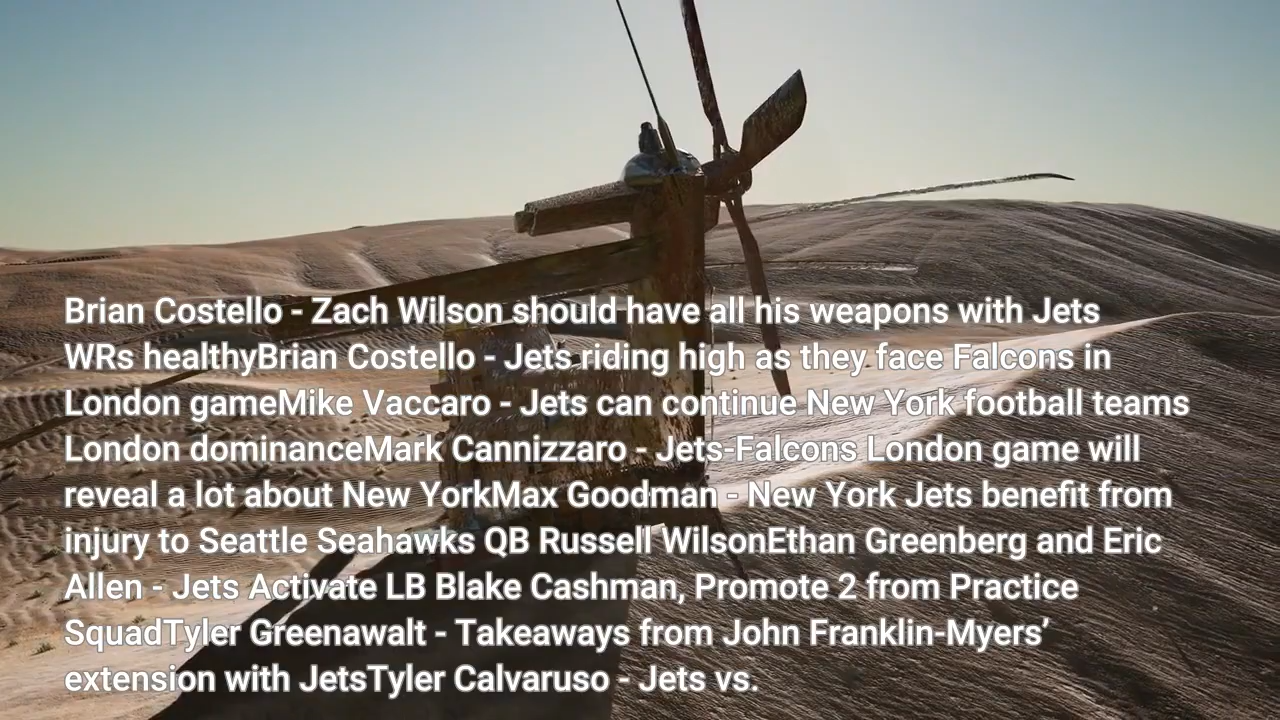 Brian Costello - Zach Wilson should have all his weapons with Jets
WRs healthyBrian Costello - Jets riding high as they face Falcons in
London gameMike Vaccaro - Jets can continue New York football teams
London dominanceMark Cannizzaro - Jets-Falcons London game will
reveal a lot about New YorkMax Goodman - New York Jets benefit from
injury to Seattle Seahawks QB Russell WilsonEthan Greenberg and Eric
Allen - Jets Activate LB Blake Cashman, Promote 2 from Practice
SquadTyler Greenawalt - Takeaways from John Franklin-Myers’
extension with JetsTyler Calvaruso - Jets vs.